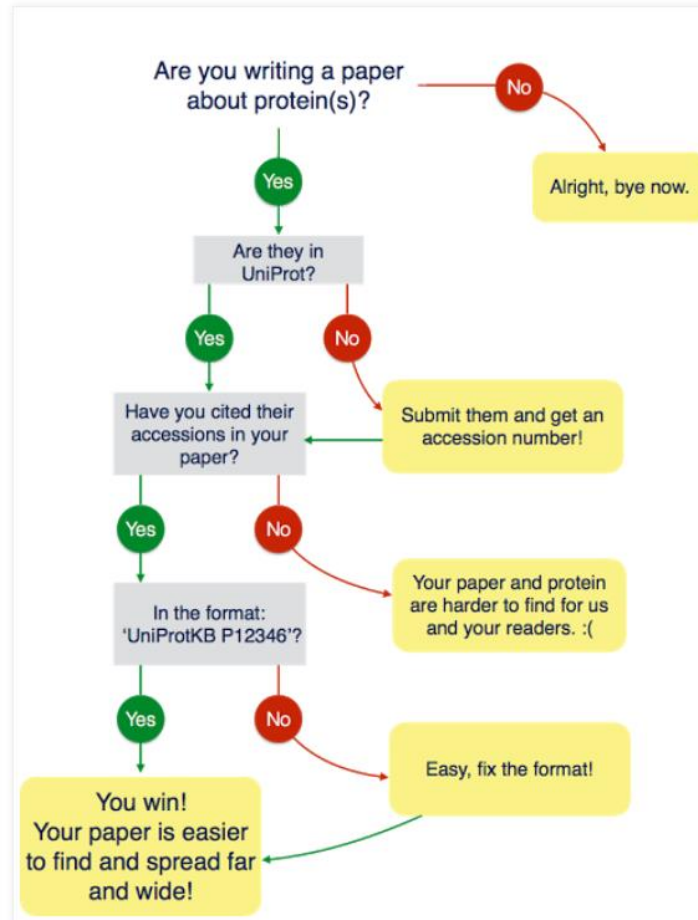 Are you writing a paper
about protein(s)?
No
Alright, bye now.
Yes
Are they in
UniProt?
Yes
No
Have you cited their
accessions in your
paper?
Submit them and get an
accession number!
Yes
No
Your paper and protein
are harder to find for us
and your readers. :(
In the format:
‘UniProtKB P12346’?
Yes
No
Easy, fix the format!
You win!
Your paper is easier
to find and spread far
and wide!